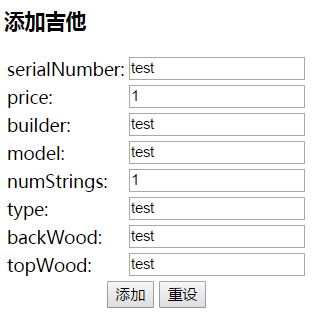 添加吉他
serialNumber: test
price: 1
builder: test
model: test
numStrings: 1
type: test
backWood: test
topWood: test
添加 重设